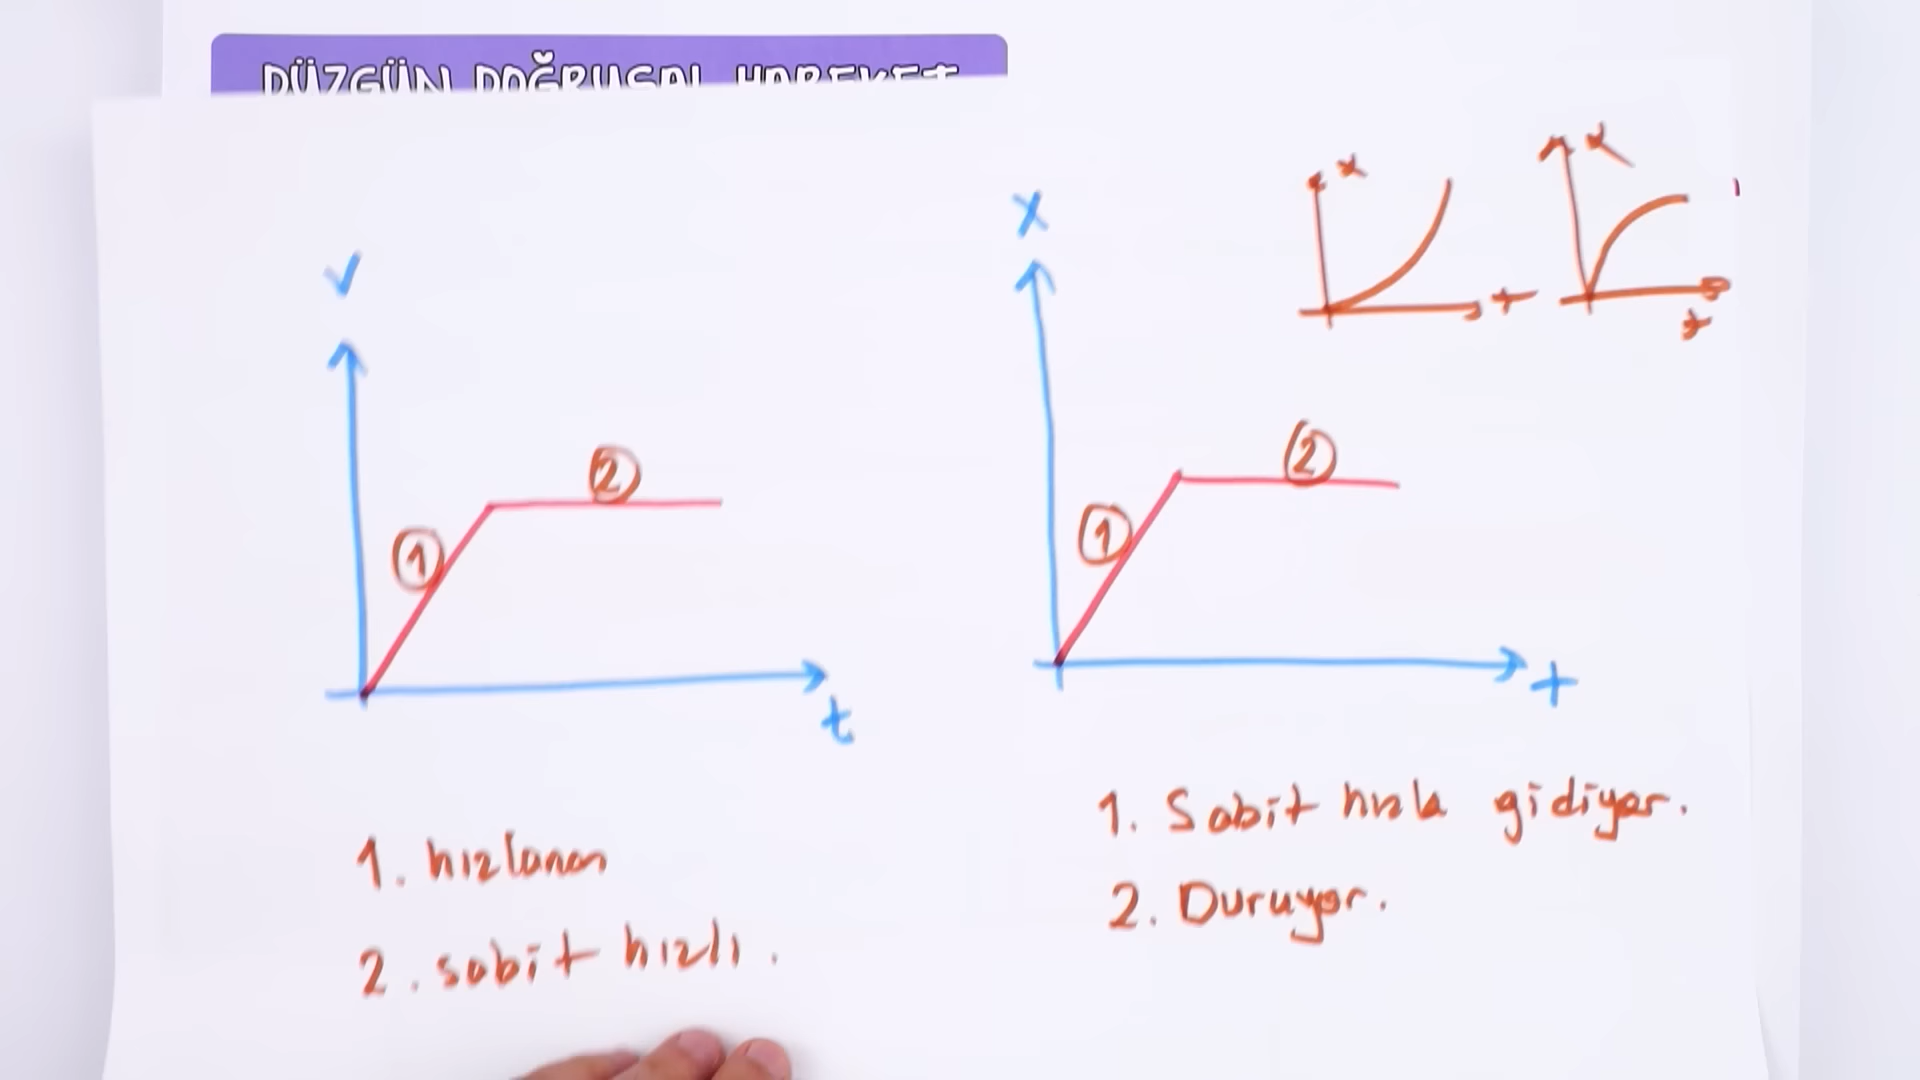 DÜZGÜN DOĞRUSAL HAREKET
V
1
2
t
1. hızlanan
2. sabit hızlı.
X
1
2
t
1. Sabit hızla gidiyor.
2. Duruyor.
x
t
x
t